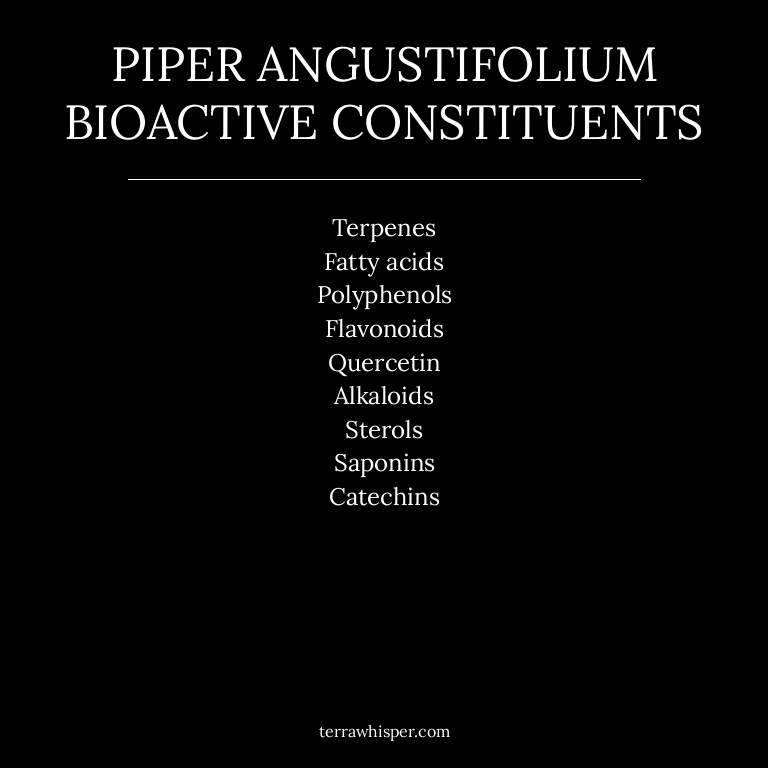 PIPER ANGUSTIFOLIUM
BIOACTIVE CONSTITUENTS
Terpenes
Fatty acids
Polyphenols
Flavonoids
Quercetin
Alkaloids
Sterols
Saponins
Catechins
terrawhisper.com